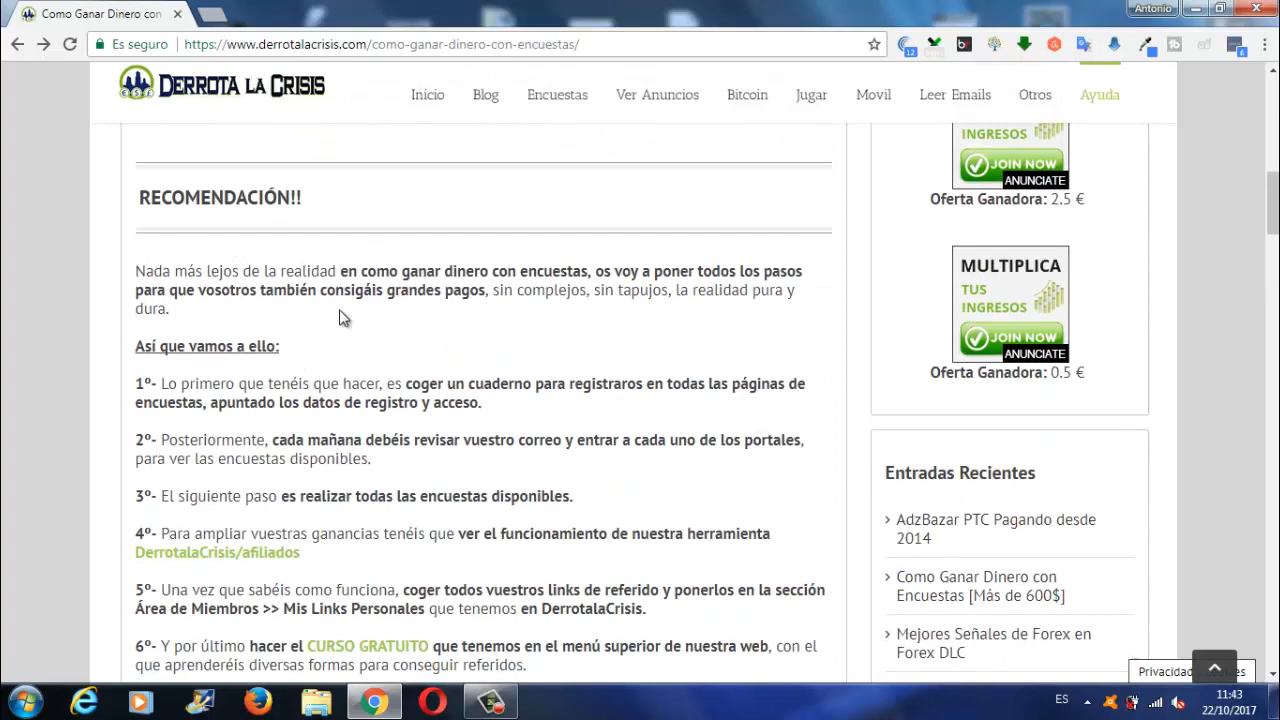 Como Ganar Dinero con
Antonio
Es seguro
https://www.derrotalacrisis.com/como-ganar-dinero-con-encuestas/
12
6
DERROTA LA CRISIS
Inicio
Blog
Encuestas
Ver Anuncios
Bitcoin
Jugar
Movil
Leer Emails
Otros
Ayuda
RECOMENDACIÓN!!
Nada más lejos de la realidad en como ganar dinero con encuestas, os voy a poner todos los pasos
para que vosotros también consigáis grandes pagos, sin complejos, sin tapujos, la realidad pura y
dura.
Así que vamos a ello:
1º- Lo primero que tenéis que hacer, es coger un cuaderno para registraros en todas las páginas de
encuestas, apuntado los datos de registro y acceso.
2º- Posteriormente, cada mañana debéis revisar vuestro correo y entrar a cada uno de los portales,
para ver las encuestas disponibles.
3º- El siguiente paso es realizar todas las encuestas disponibles.
4º- Para ampliar vuestras ganancias tenéis que ver el funcionamiento de nuestra herramienta
DerrotalaCrisis/afiliados
5º- Una vez que sabéis como funciona, coger todos vuestros links de referido y ponerlos en la sección
Área de Miembros >> Mis Links Personales que tenemos en DerrotalaCrisis.
6º- Y por último hacer el CURSO GRATUITO que tenemos en el menú superior de nuestra web, con el
que aprenderéis diversas formas para conseguir referidos.
INGRESOS
JOIN NOW
ANUNCIATE
Oferta Ganadora: 2.5 €
MULTIPLICA
TUS
INGRESOS
JOIN NOW
ANUNCIATE
Oferta Ganadora: 0.5 €
Entradas Recientes
AdzBazar PTC Pagando desde
2014
Como Ganar Dinero con
Encuestas [Más de 600$]
Mejores Señales de Forex en
Forex DLC
ES
11:43
22/10/2017